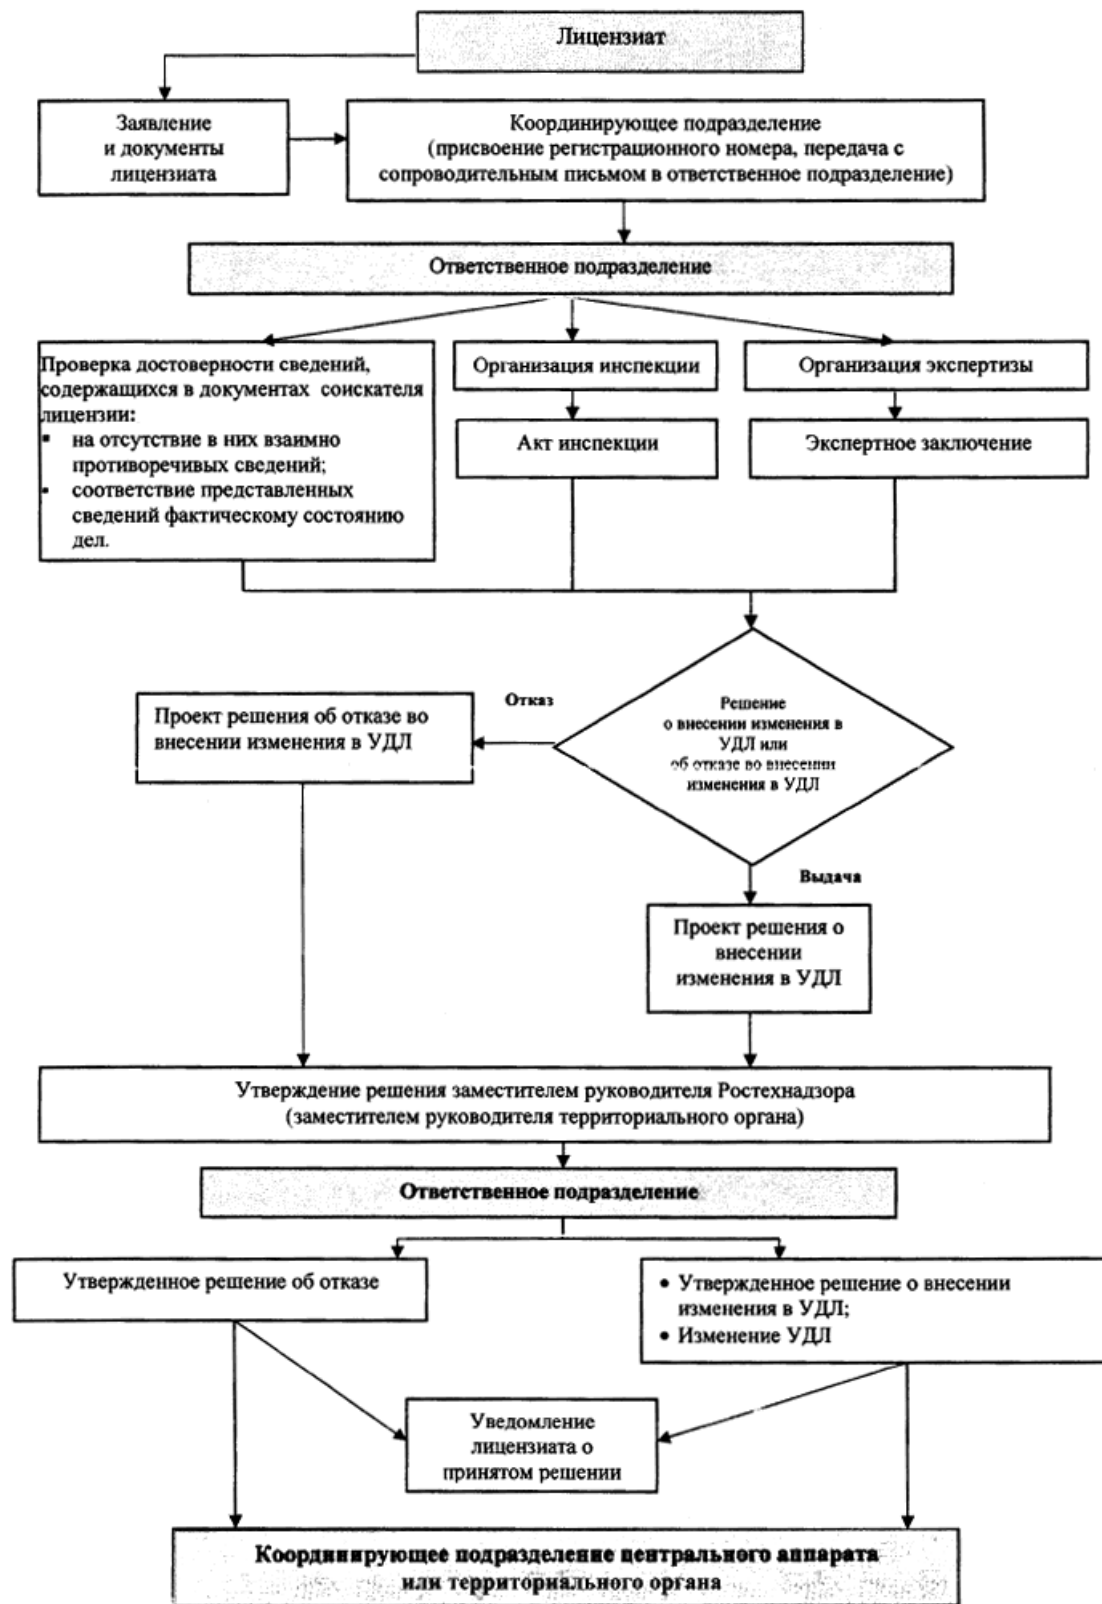 Лицензиат
Заявление
и документы
лицензиата
Координирующее подразделение
(присвоение регистрационного номера, передача с
сопроводительным письмом в ответственное подразделение)
Ответственное подразделение
Проверка достоверности сведений,
содержащихся в документах соискателя
лицензии:
▪ на отсутствие в них взаимно
противоречивых сведений;
▪ соответствие представленных
сведений фактическому состоянию
дел.
Организация инспекции
Организация экспертизы
Акт инспекции
Экспертное заключение
Решение
о внесении изменения в
УДЛ или
об отказе во внесении
изменения в УДЛ
Отказ
Проект решения об отказе во
внесении изменения в УДЛ
Выдача
Проект решения о
внесении
изменения в УДЛ
Утверждение решения заместителем руководителя Ростехнадзора
(заместителем руководителя территориального органа)
Ответственное подразделение
Утвержденное решение об отказе
• Утвержденное решение о внесении
изменения в УДЛ;
• Изменение УДЛ
Уведомление
лицензиата о
принятом решении
Координирующее подразделение центрального аппарата
или территориального органа